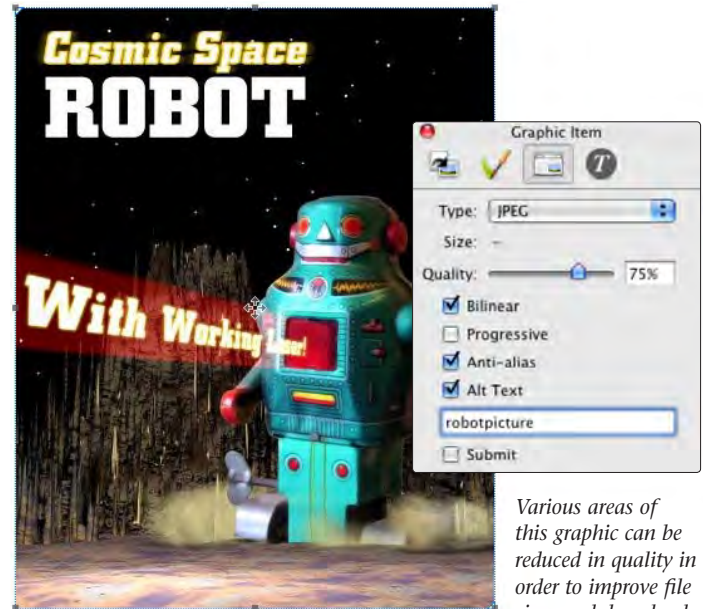 Cosmic Space
ROBOT
With Working Laser!
Graphic Item
T
Type: JPEG
Size: –
Quality: 75%
Bilinear
Progressive
Anti-alias
Alt Text
robotpicture
Submit
Various areas of
this graphic can be
reduced in quality in
order to improve file